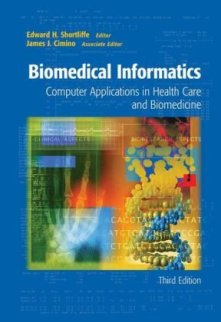 Edward H. Shortliffe Editor
James J. Cimino Associate Editor
Biomedical Informatics
Computer Applications in Health Care
and Biomedicine
Third Edition